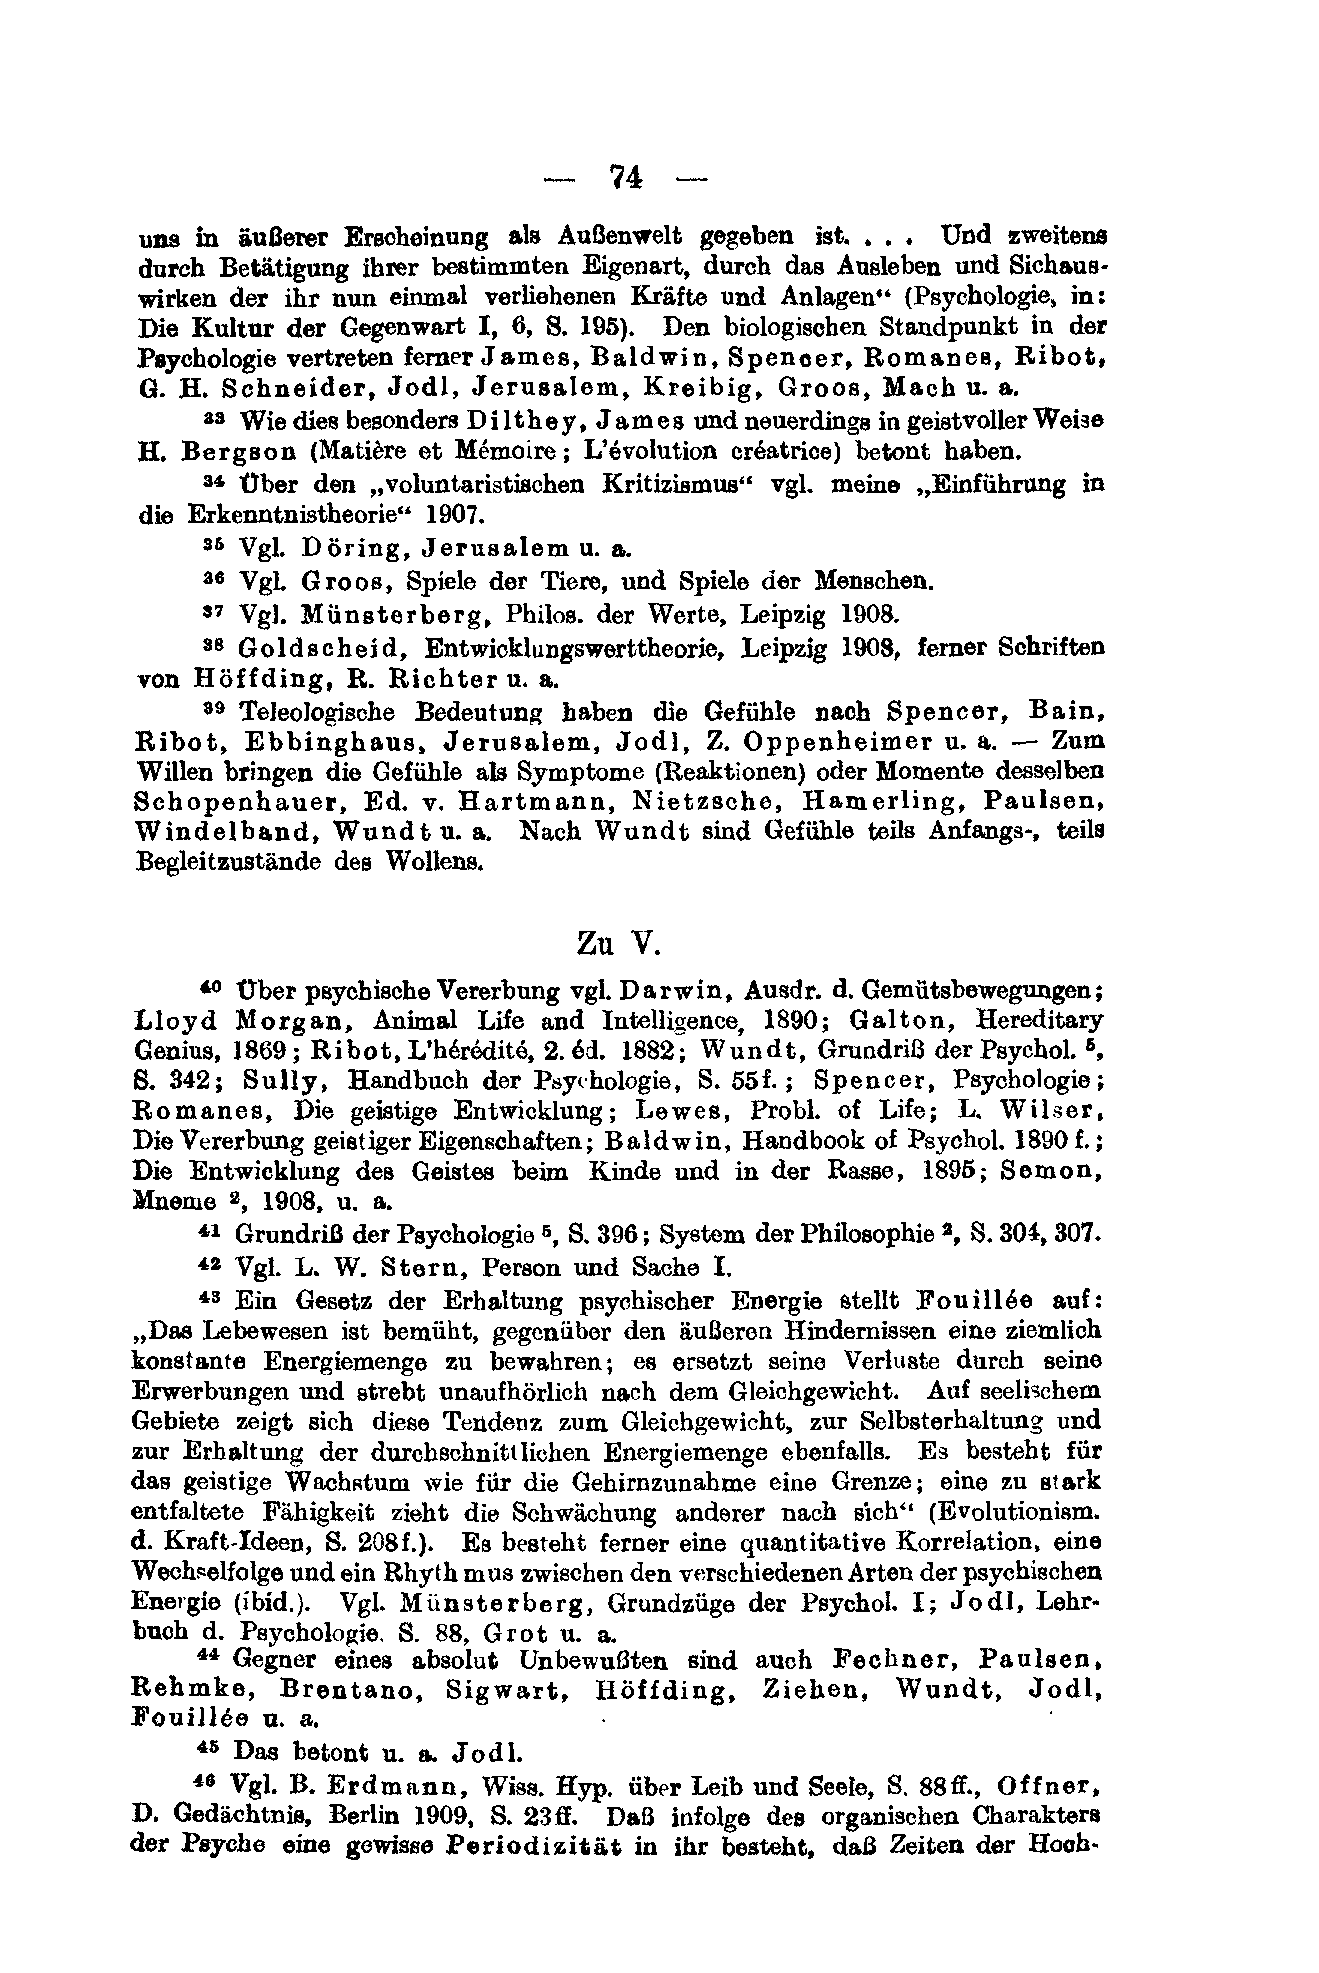 — 74 —
uns in äußerer Erscheinung als Außenwelt gegeben ist. . . . Und zweitens
durch Betätigung ihrer bestimmten Eigenart, durch das Ausleben und Sichaus-
wirken der ihr nun einmal verliehenen Kräfte und Anlagen“ (Psychologie, in:
Die Kultur der Gegenwart I, 6, S. 195). Den biologischen Standpunkt in der
Psychologie vertreten ferner James, Baldwin, Spencer, Romanes, Ribot,
G. H. Schneider, Jodl, Jerusalem, Kreibig, Groos, Mach u. a.
³³ Wie dies besonders Dilthey, James und neuerdings in geistvoller Weise
H. Bergson (Matière et Mémoire; L'évolution créatrice) betont haben.
³⁴ Über den „voluntaristischen Kritizismus“ vgl. meine „Einführung in
die Erkenntnistheorie“ 1907.
³⁵ Vgl. Döring, Jerusalem u. a.
³⁶ Vgl. Groos, Spiele der Tiere, und Spiele der Menschen.
³⁷ Vgl. Münsterberg, Philos. der Werte, Leipzig 1908.
³⁸ Goldscheid, Entwicklungswerttheorie, Leipzig 1908, ferner Schriften
von Höffding, R. Richter u. a.
³⁹ Teleologische Bedeutung haben die Gefühle nach Spencer, Bain,
Ribot, Ebbinghaus, Jerusalem, Jodl, Z. Oppenheimer u. a. — Zum
Willen bringen die Gefühle als Symptome (Reaktionen) oder Momente desselben
Schopenhauer, Ed. v. Hartmann, Nietzsche, Hamerling, Paulsen,
Windelband, Wundt u. a. Nach Wundt sind Gefühle teils Anfangs-, teils
Begleitzustände des Wollens.
Zu V.
⁴⁰ Über psychische Vererbung vgl. Darwin, Ausdr. d. Gemütsbewegungen;
Lloyd Morgan, Animal Life and Intelligence, 1890; Galton, Hereditary
Genius, 1869; Ribot, L'hérédité, 2. éd. 1882; Wundt, Grundriß der Psychol. ⁵,
S. 342; Sully, Handbuch der Psychologie, S. 55f.; Spencer, Psychologie;
Romanes, Die geistige Entwicklung; Lewes, Probl. of Life; L. Wilser,
Die Vererbung geistiger Eigenschaften; Baldwin, Handbook of Psychol. 1890 f.;
Die Entwicklung des Geistes beim Kinde und in der Rasse, 1895; Semon,
Mneme ², 1908, u. a.
⁴¹ Grundriß der Psychologie ⁵, S. 396; System der Philosophie ², S. 304, 307.
⁴² Vgl. L. W. Stern, Person und Sache I.
⁴³ Ein Gesetz der Erhaltung psychischer Energie stellt Fouillée auf:
„Das Lebewesen ist bemüht, gegenüber den äußeren Hindernissen eine ziemlich
konstante Energiemenge zu bewahren; es ersetzt seine Verluste durch seine
Erwerbungen und strebt unaufhörlich nach dem Gleichgewicht. Auf seelischem
Gebiete zeigt sich diese Tendenz zum Gleichgewicht, zur Selbsterhaltung und
zur Erhaltung der durchschnittlichen Energiemenge ebenfalls. Es besteht für
das geistige Wachstum wie für die Gehirnzunahme eine Grenze; eine zu stark
entfaltete Fähigkeit zieht die Schwächung anderer nach sich“ (Evolutionism.
d. Kraft-Ideen, S. 208f.). Es besteht ferner eine quantitative Korrelation, eine
Wechselfolge und ein Rhythmus zwischen den verschiedenen Arten der psychischen
Energie (ibid.). Vgl. Münsterberg, Grundzüge der Psychol. I; Jodl, Lehr-
buch d. Psychologie, S. 88, Grot u. a.
⁴⁴ Gegner eines absolut Unbewußten sind auch Fechner, Paulsen,
Rehmke, Brentano, Sigwart, Höffding, Ziehen, Wundt, Jodl,
Fouillée u. a.
⁴⁵ Das betont u. a. Jodl.
⁴⁶ Vgl. B. Erdmann, Wiss. Hyp. über Leib und Seele, S. 88ff., Offner,
D. Gedächtnis, Berlin 1909, S. 23ff. Daß infolge des organischen Charakters
der Psyche eine gewisse Periodizität in ihr besteht, daß Zeiten der Hoch-